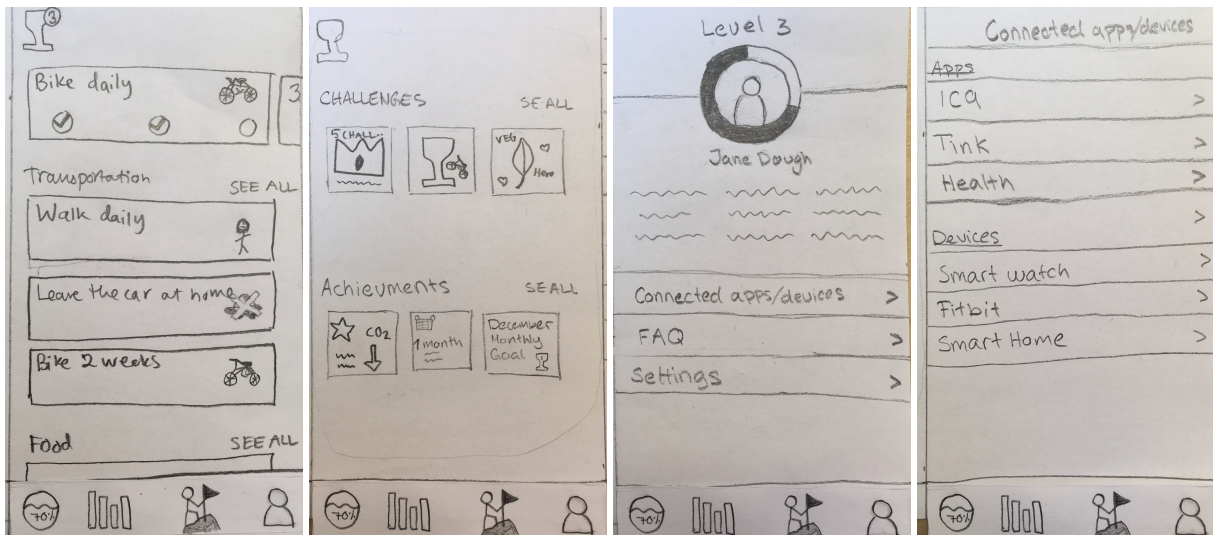 3
Bike daily
3
Transportation
SEE ALL
Walk daily
Leave the car at home
Bike 2 weeks
Food
SEE ALL
70%
CHALLENGES
SE ALL
5 CHALL..
VEG
Hero
Achievments
SE ALL
CO2
1 month
December
Monthly
Goal
70%
Level 3
Jane Dough
Connected apps/devices
FAQ
Settings
70%
Connected apps/devices
Apps
ICA
Tink
Health
Devices
Smart watch
Fitbit
Smart Home
70%